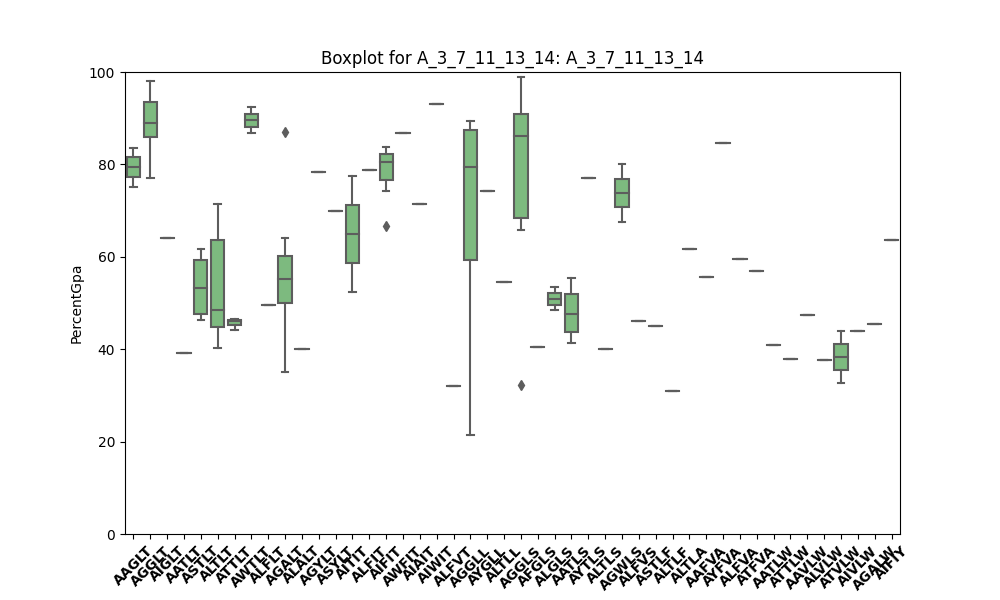 Boxplot for A_3_7_11_13_14: A_3_7_11_13_14
PercentGpa
100
80
60
40
20
0
AAGLT
AGGLT
AIGLT
AATLT
ASTLT
ALTLT
ATTLT
AWTLT
ALFLT
AGALT
ALALT
AGYLT
ASYLT
AITIT
ALFIT
AIFIT
AWFIT
AIAIT
AIWIT
ALFVT
AGGLL
AYGLL
ALTLL
AGGLS
AFGLS
ALGLS
AATLS
AYTLS
ALTLS
AGWLS
ALFVS
ASTLF
ALTLF
ALTLA
AAFVA
AYFVA
ALFVA
ATFVA
AATLW
ATTLW
AAVLW
ALVLW
ATVLW
AIVLW
AGALW
AIFIY